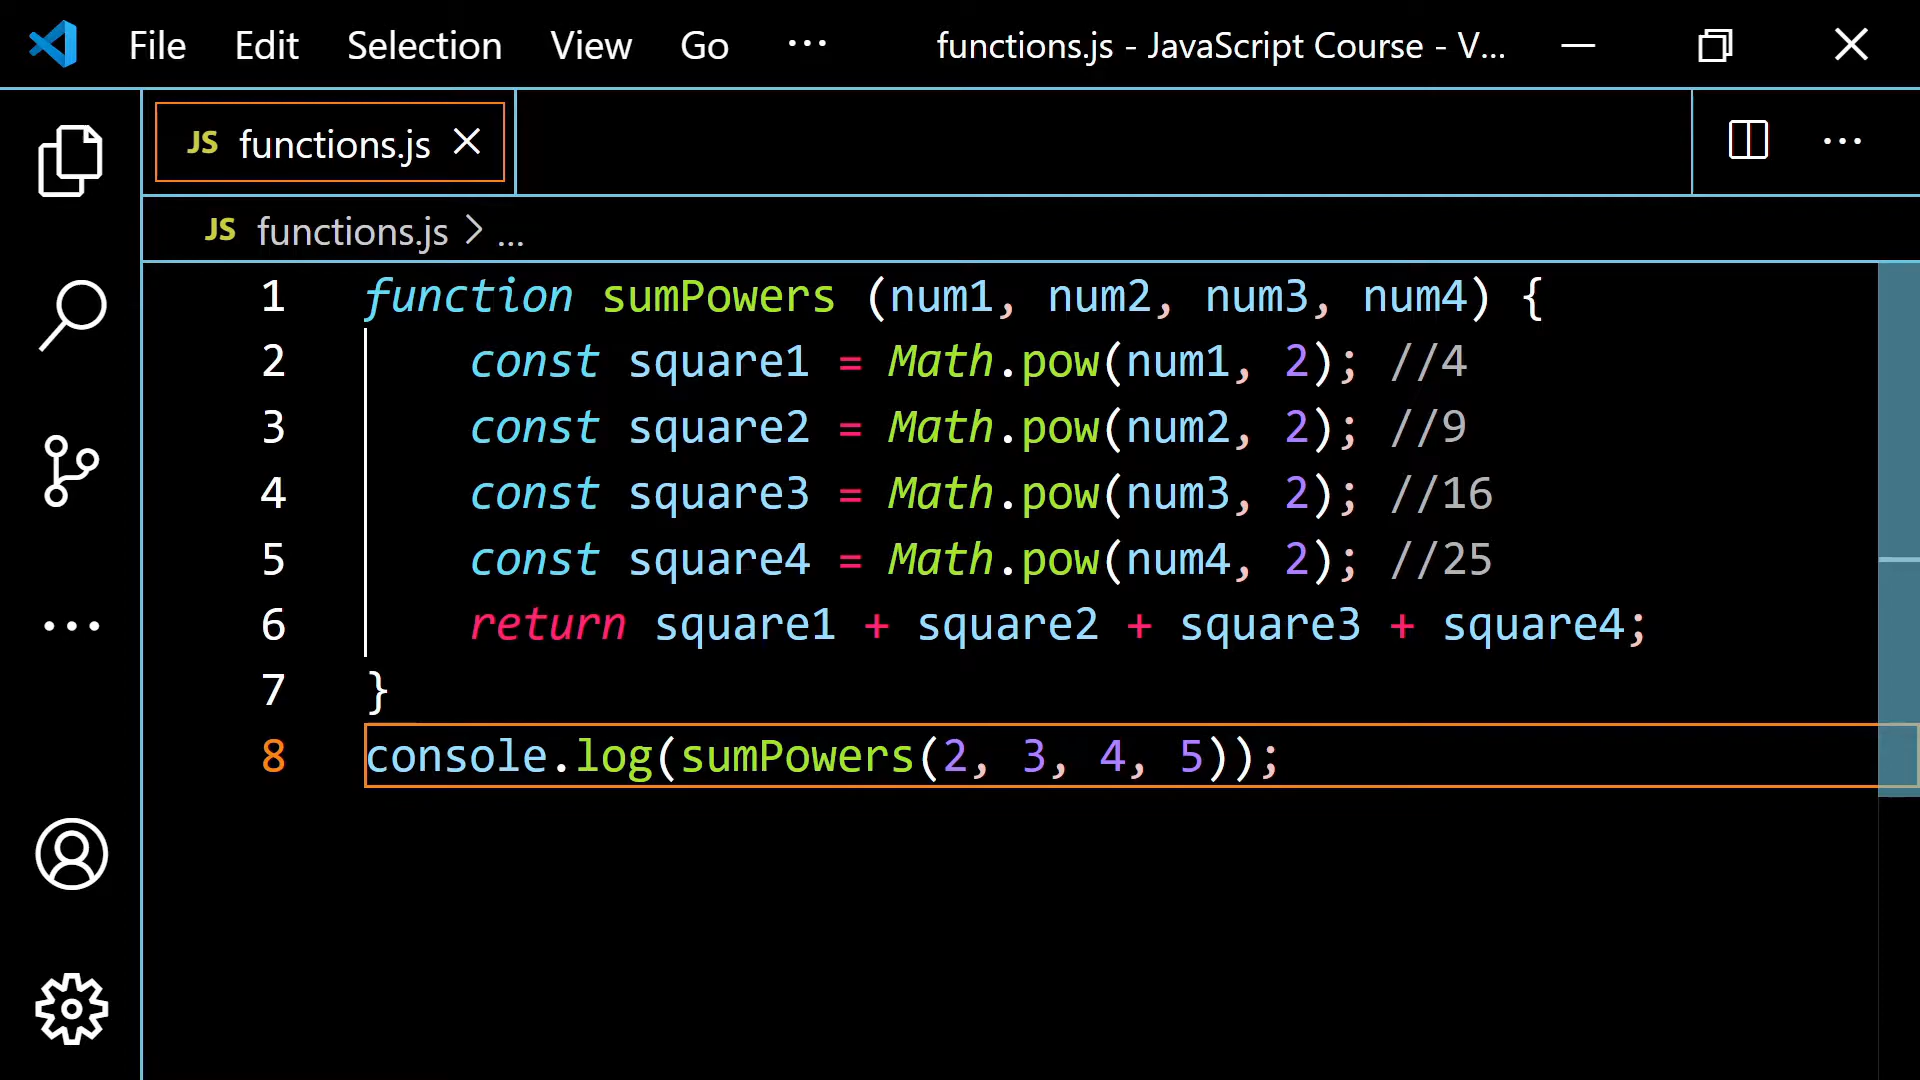 File Edit Selection View Go ... functions.js - JavaScript Course - V...
JS functions.js
JS functions.js > ...
1 function sumPowers (num1, num2, num3, num4) {
2 const square1 = Math.pow(num1, 2); //4
3 const square2 = Math.pow(num2, 2); //9
4 const square3 = Math.pow(num3, 2); //16
5 const square4 = Math.pow(num4, 2); //25
6 return square1 + square2 + square3 + square4;
7 }
8 console.log(sumPowers(2, 3, 4, 5));